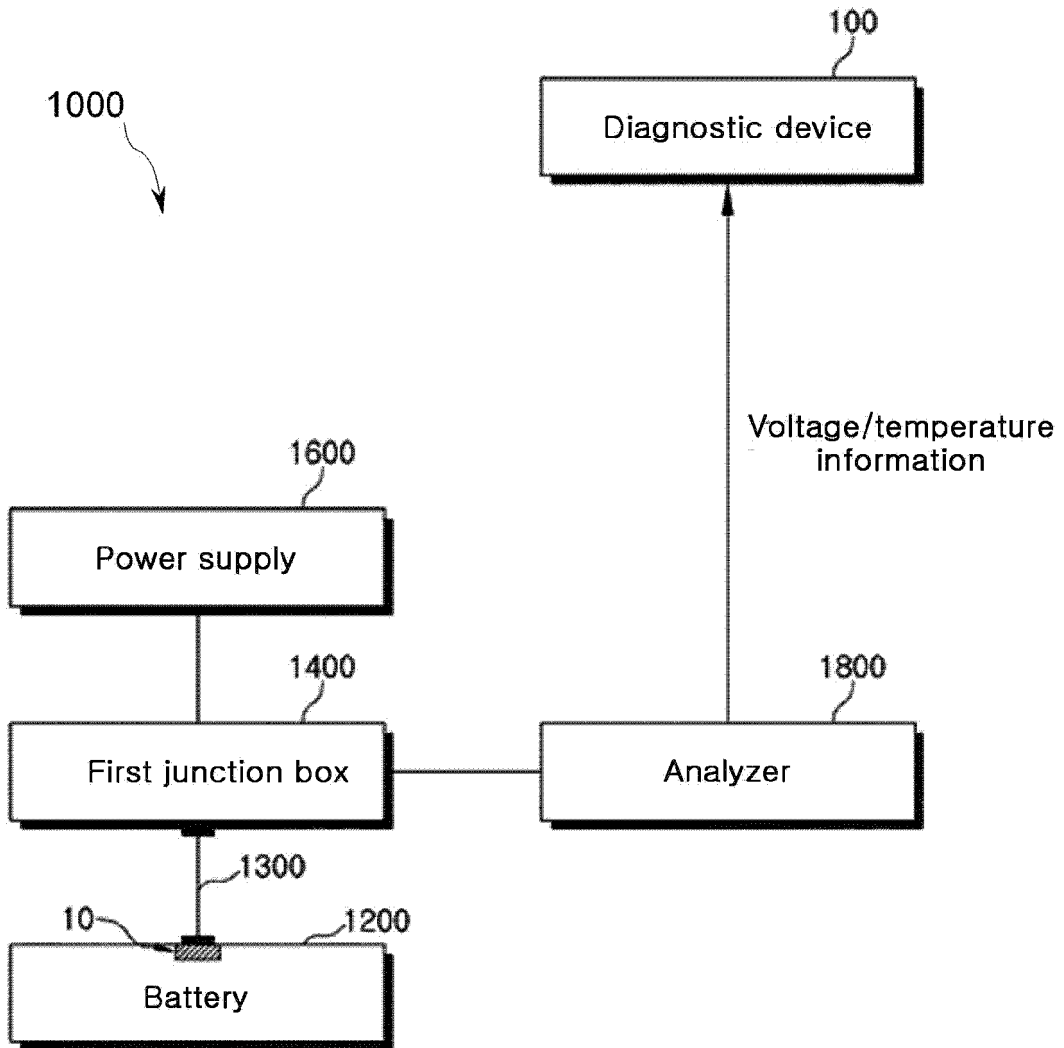 100
1000
Diagnostic device
Voltage/temperature
information
1600
Power supply
1400
1800
First junction box
Analyzer
1300
10
1200
Battery